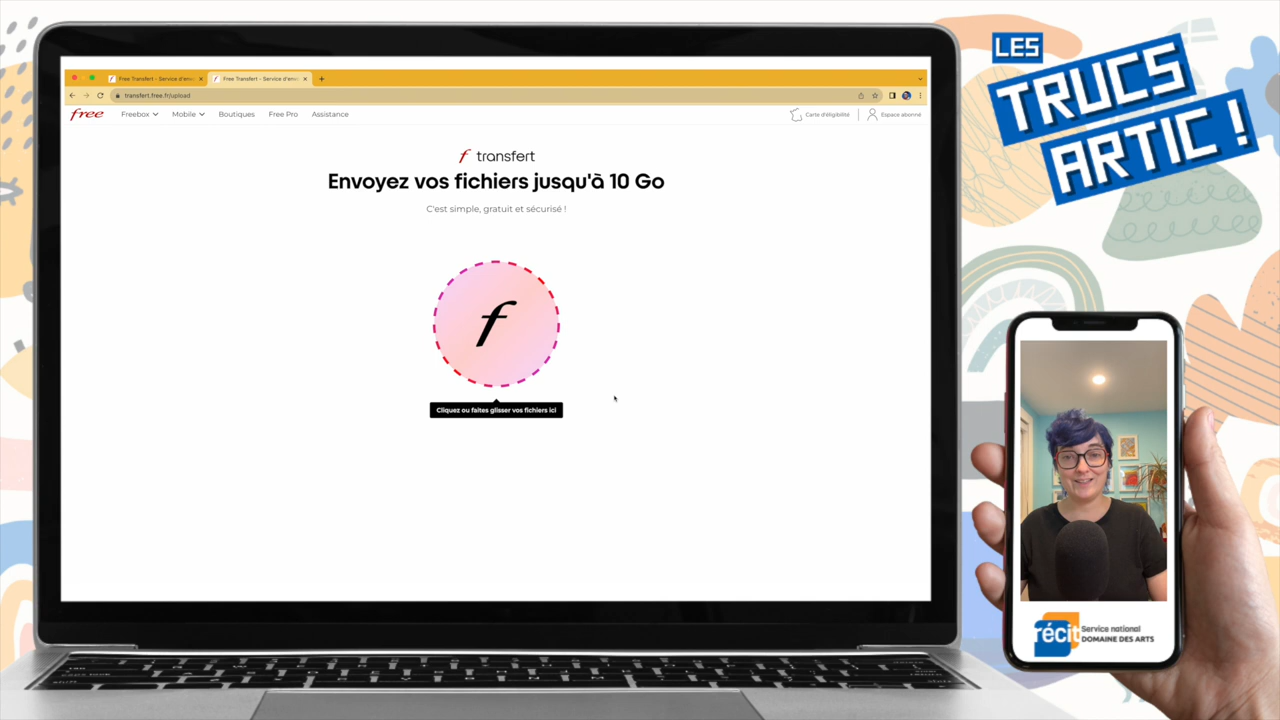 LES
TRUCS
ARTIC !
Free Transfert - Service d'envo
Free Transfert - Service d'envo
transfert.free.fr/upload
free
Freebox
Mobile
Boutiques
Free Pro
Assistance
Carte d'éligibilité
Espace abonné
f transfert
Envoyez vos fichiers jusqu'à 10 Go
C'est simple, gratuit et sécurisé !
f
Cliquez ou faites glisser vos fichiers ici
récit
Service national
DOMAINE DES ARTS